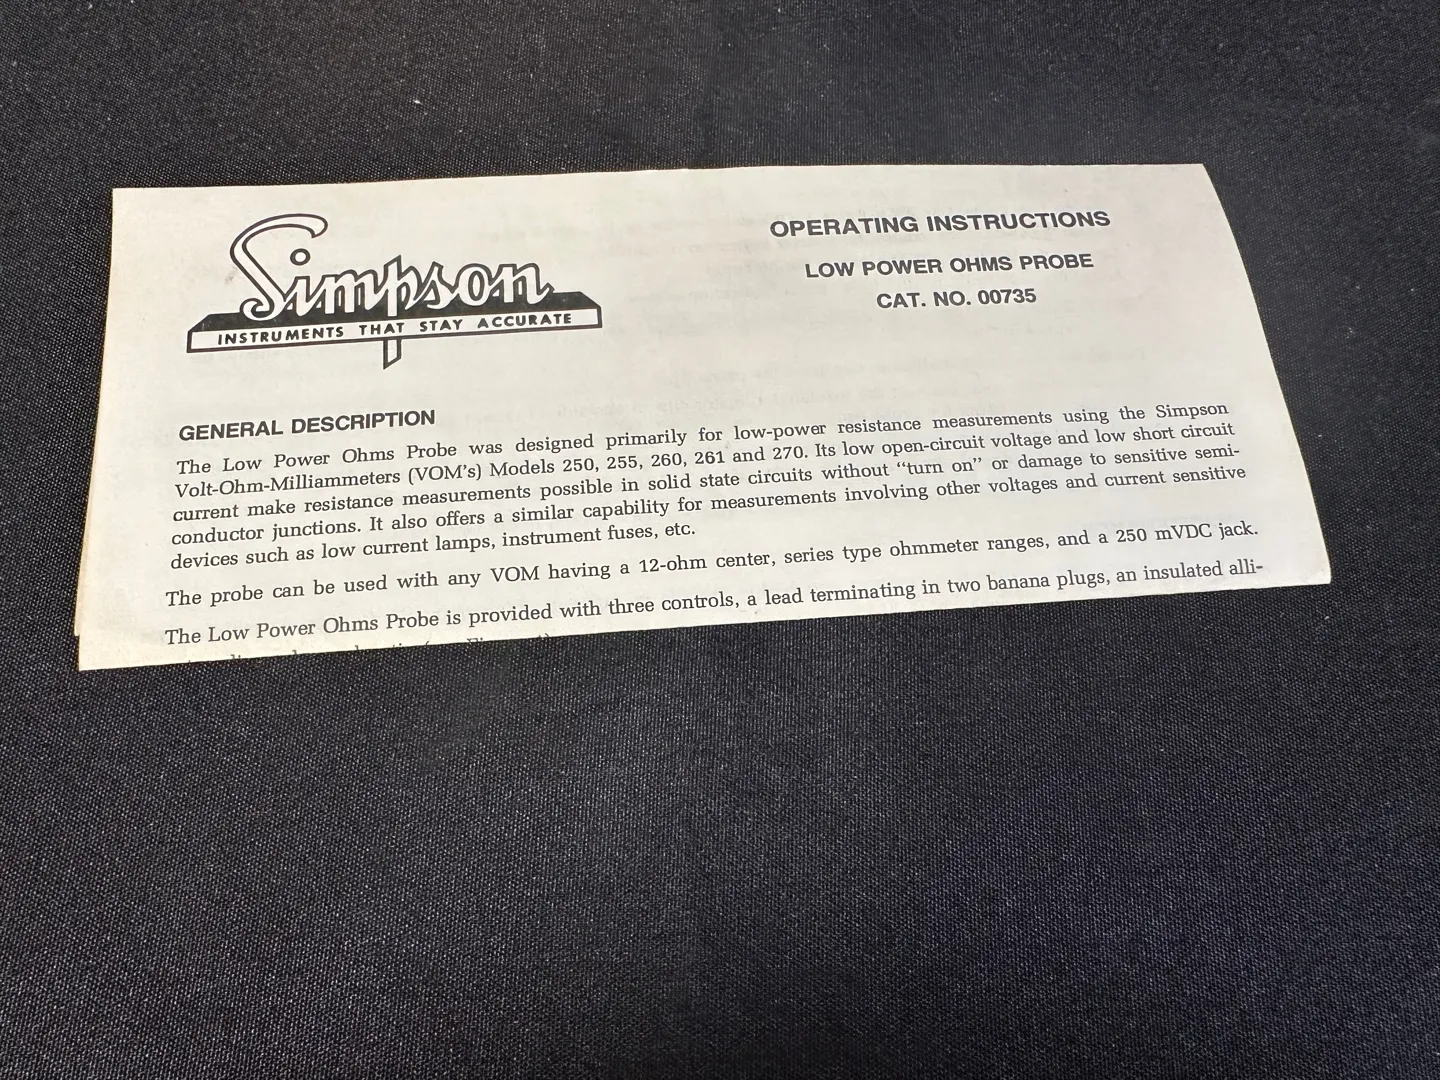 Simpson
INSTRUMENTS THAT STAY ACCURATE
OPERATING INSTRUCTIONS
LOW POWER OHMS PROBE
CAT. NO. 00735
GENERAL DESCRIPTION
The Low Power Ohms Probe was designed primarily for low-power resistance measurements using the Simpson
Volt-Ohm-Milliammeters (VOM's) Models 250, 255, 260, 261 and 270. Its low open-circuit voltage and low short circuit
current make resistance measurements possible in solid state circuits without “turn on” or damage to sensitive semi-
conductor junctions. It also offers a similar capability for measurements involving other voltages and current sensitive
devices such as low current lamps, instrument fuses, etc.
The probe can be used with any VOM having a 12-ohm center, series type ohmmeter ranges, and a 250 mVDC jack.
The Low Power Ohms Probe is provided with three controls, a lead terminating in two banana plugs, an insulated alli-